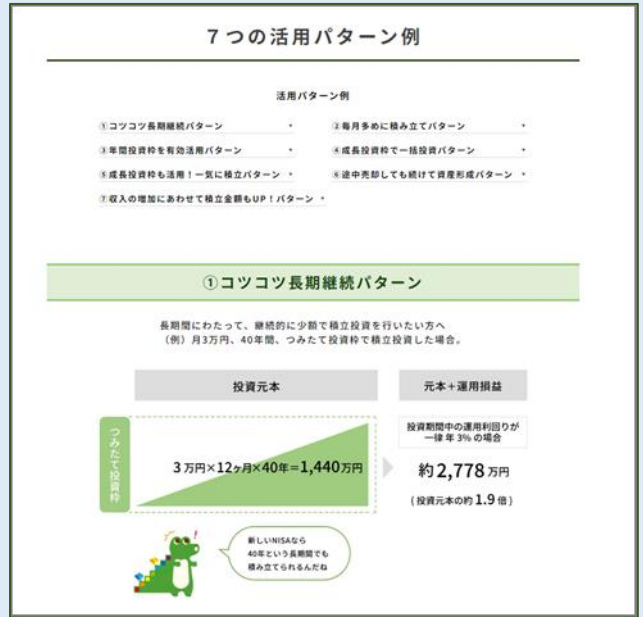 7つの活用パターン例
活用パターン例
①コツコツ長期継続パターン
②毎月多めに積み立てパターン
③年間投資枠を有効活用パターン
④成長投資枠で一括投資パターン
⑤成長投資枠も活用！一気に積立パターン
⑥途中売却しても続けて資産形成パターン
⑦収入の増加にあわせて積立金額もUP！パターン
①コツコツ長期継続パターン
長期間にわたって、継続的に少額で積立投資を行いたい方へ
（例）月3万円、40年間、つみたて投資枠で積立投資した場合。
投資元本
元本＋運用損益
つみたて投資枠
3万円×12ヶ月×40年＝1,440万円
投資期間中の運用利回りが
一律 年 3% の場合
約2,778万円
（投資元本の約1.9倍）
新しいNISAなら
40年という長期間でも
積み立てられるんだね